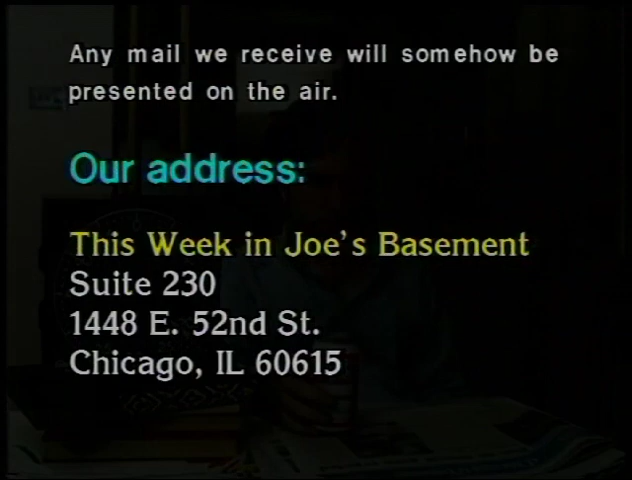 Any mail we receive will somehow be
presented on the air.
Our address:
This Week in Joe's Basement
Suite 230
1448 E. 52nd St.
Chicago, IL 60615